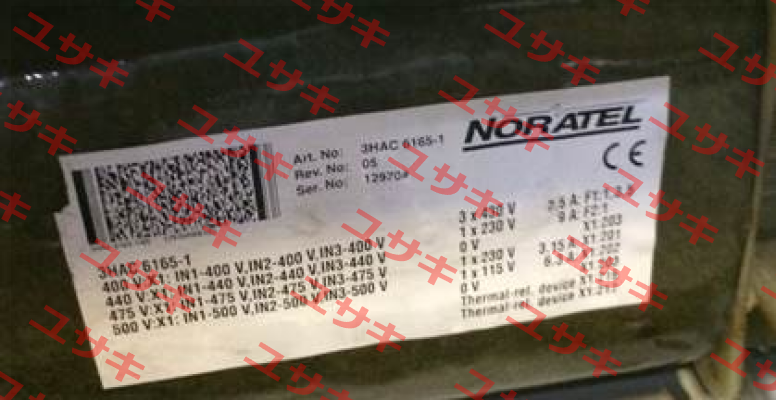 NORATEL
CE
Art. No: 3HAC 6165-1
Rev. No: 05
Ser. No:
3HAC 6165-1
400 V:X1: IN1-400 V,IN2-400 V,IN3-400 V
440 V:X1: IN1-440 V,IN2-440 V,IN3-440 V
475 V:X1: IN1-475 V,IN2-475 V,IN3-475 V
500 V:X1: IN1-500 V,IN2-500 V,IN3-500 V
1 x 230 V
0 V
1 x 230 V 3.15 A
1 x 115 V
0 V
Thermal-rel. device
Thermal-rel. device
ユサキ